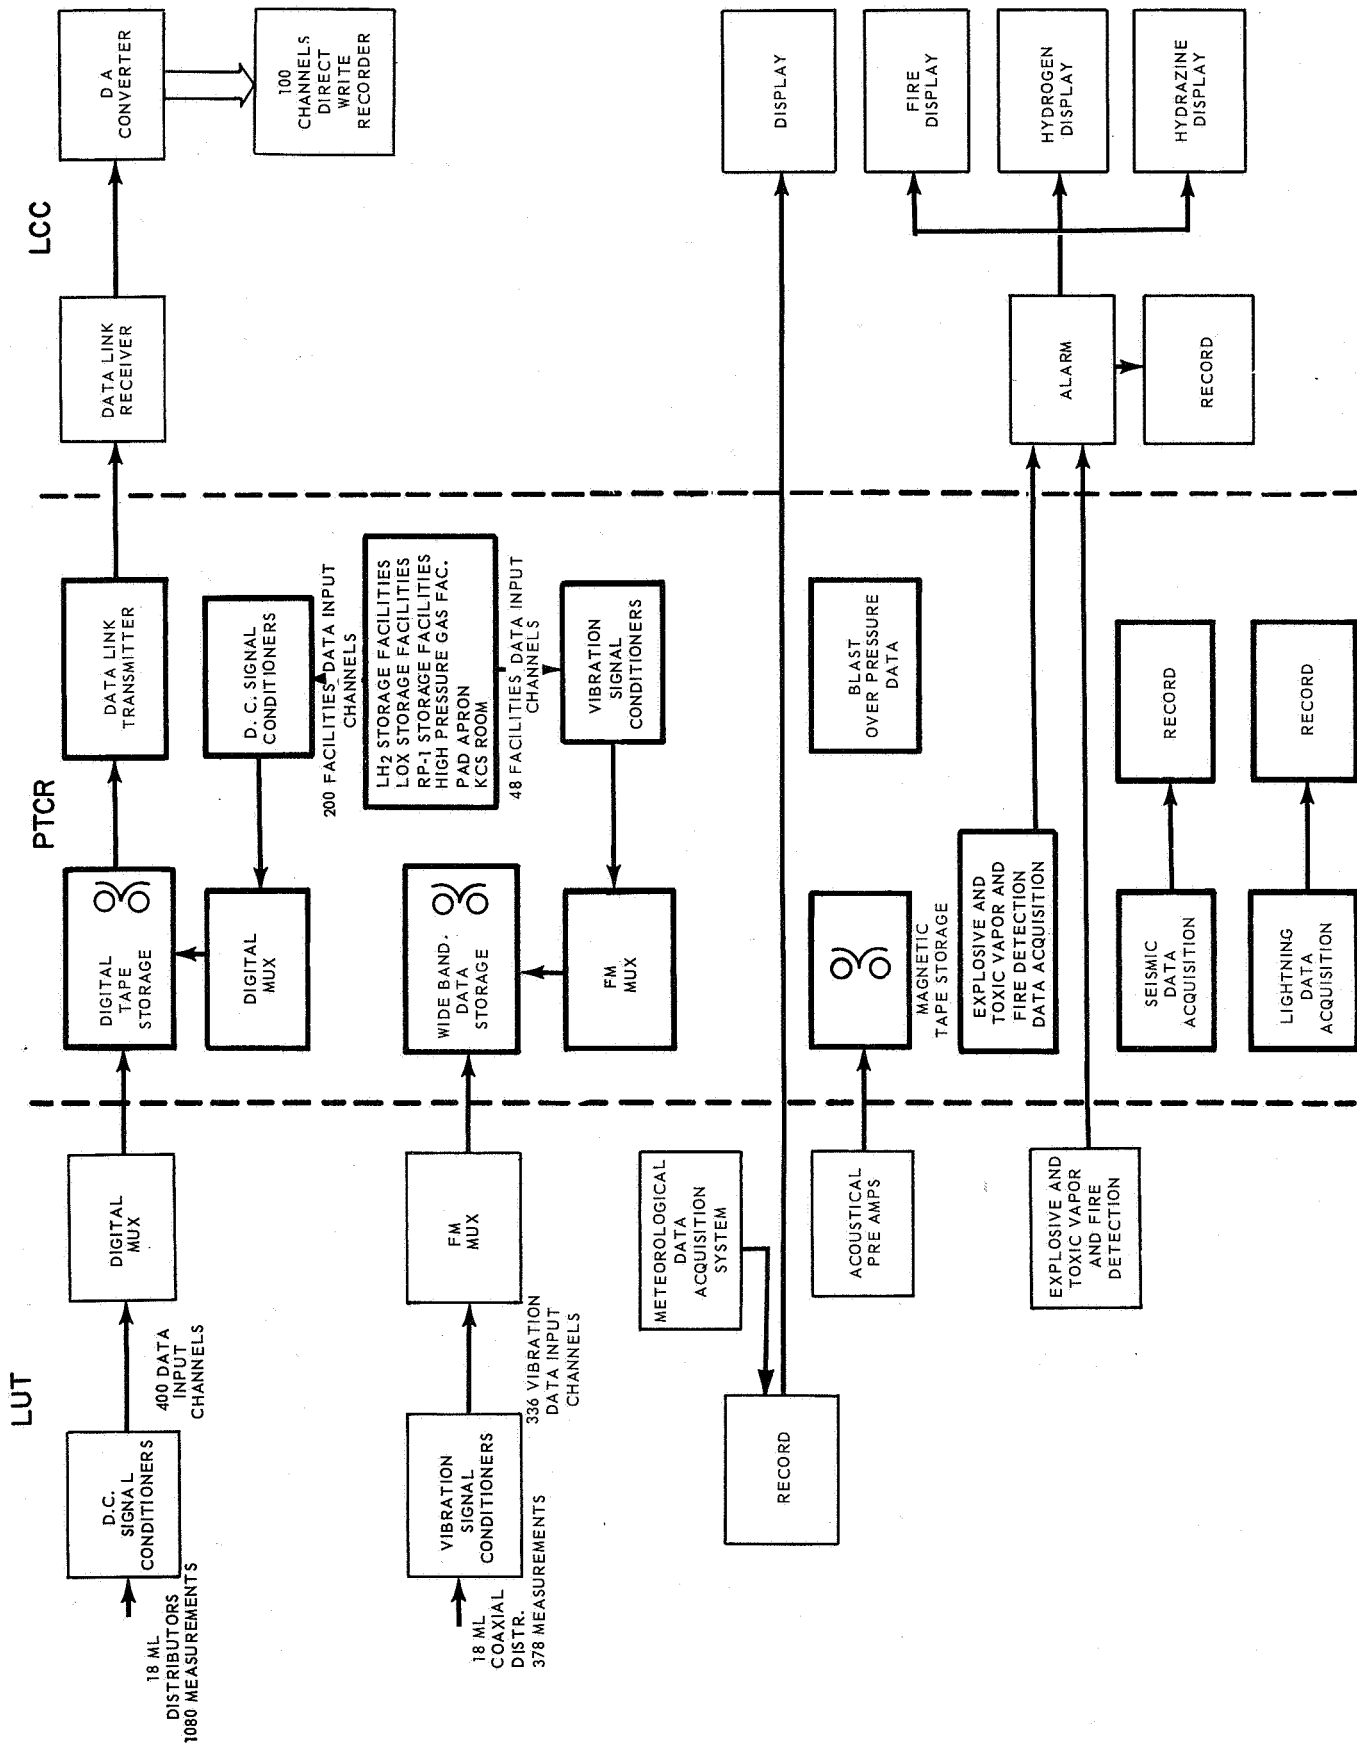 LUT
PTCR
LCC
18 ML
DISTRIBUTORS
1080 MEASUREMENTS
D.C.
SIGNAL
CONDITIONERS
400 DATA
INPUT
CHANNELS
DIGITAL
MUX
DIGITAL
TAPE
STORAGE
DATA LINK
TRANSMITTER
DATA LINK
RECEIVER
D A
CONVERTER
100
CHANNELS
DIRECT
WRITE
RECORDER
DIGITAL
MUX
D. C. SIGNAL
CONDITIONERS
200 FACILITIES DATA INPUT
CHANNELS
LH2 STORAGE FACILITIES
LOX STORAGE FACILITIES
RP-1 STORAGE FACILITIES
HIGH PRESSURE GAS FAC.
PAD APRON
KCS ROOM
48 FACILITIES DATA INPUT
CHANNELS
18 ML
COAXIAL
DISTR.
378 MEASUREMENTS
VIBRATION
SIGNAL
CONDITIONERS
336 VIBRATION
DATA INPUT
CHANNELS
FM
MUX
WIDE BAND.
DATA
STORAGE
FM
MUX
VIBRATION
SIGNAL
CONDITIONERS
METEOROLOGICAL
DATA
ACQUISITION
SYSTEM
RECORD
DISPLAY
ACOUSTICAL
PRE AMPS
MAGNETIC
TAPE STORAGE
BLAST
OVER PRESSURE
DATA
FIRE
DISPLAY
EXPLOSIVE AND
TOXIC VAPOR AND
FIRE DETECTION
DATA ACQUISITION
EXPLOSIVE AND
TOXIC VAPOR
AND FIRE
DETECTION
ALARM
HYDROGEN
DISPLAY
RECORD
HYDRAZINE
DISPLAY
SEISMIC
DATA
ACQUISITION
RECORD
LIGHTNING
DATA
ACQUISITION
RECORD